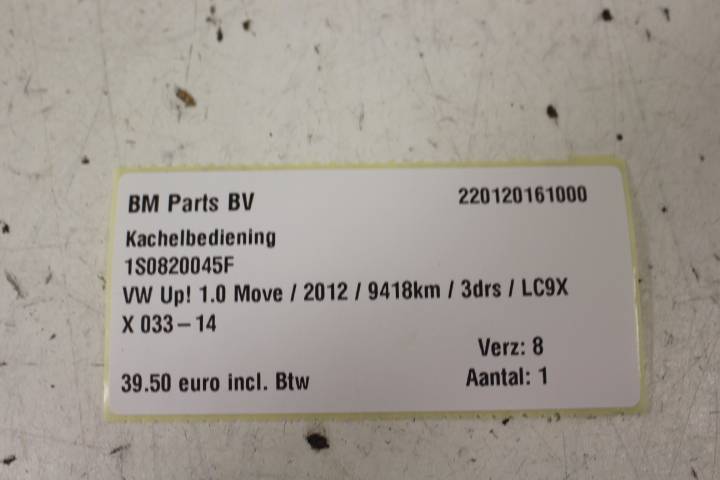 BM Parts BV 220120161000
Kachelbediening
1S0820045F
VW Up! 1.0 Move / 2012 / 9418km / 3drs / LC9X
X 033-14
Verz: 8
39.50 euro incl. Btw Aantal: 1